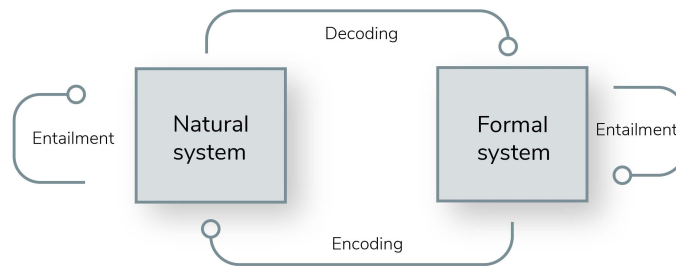 Decoding
Entailment
Natural
system
Formal
system
Entailment
Encoding